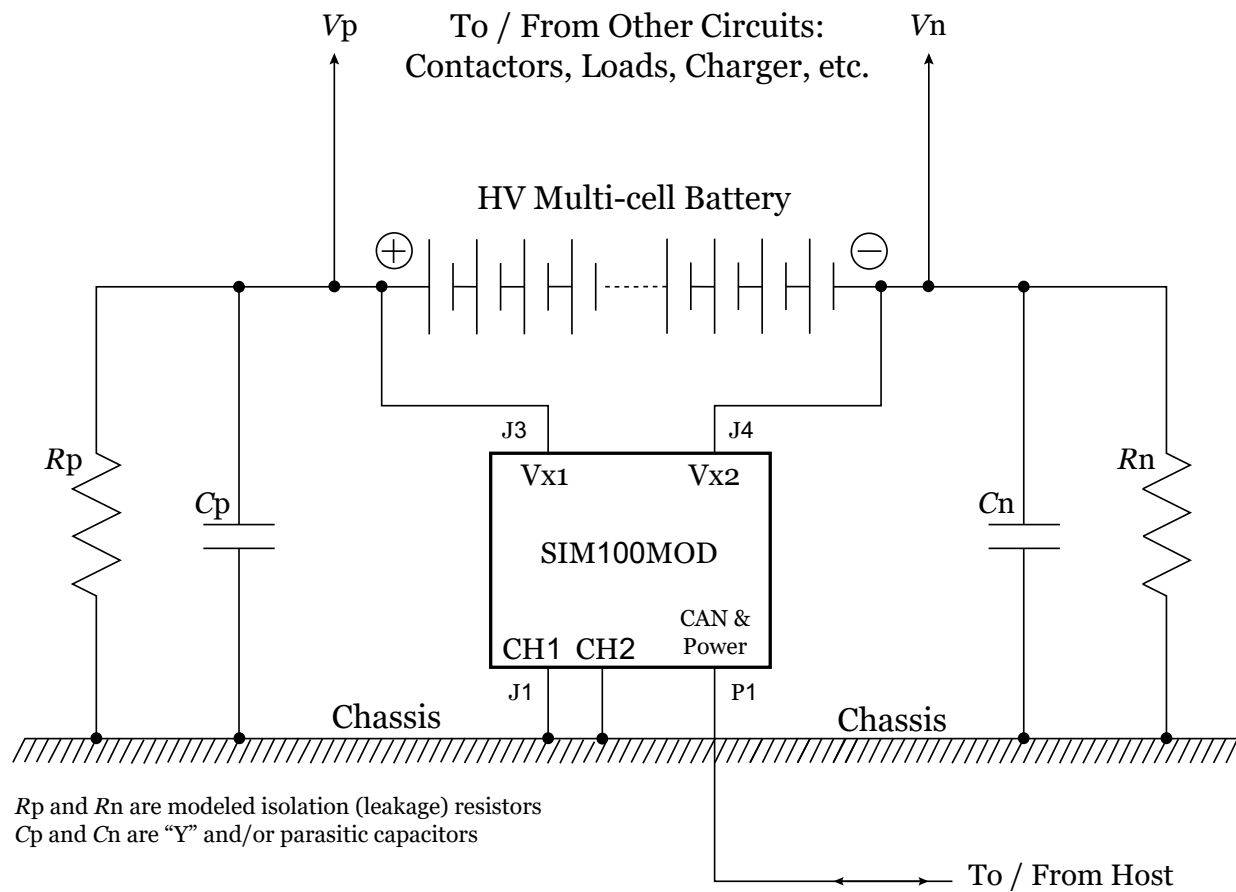 Vp
To / From Other Circuits:
Vn
Contactors, Loads, Charger, etc.
HV Multi-cell Battery
+
−
J3
J4
Rp
Cp
Vx1
Vx2
Cn
Rn
SIM100MOD
CAN &
Power
CH1
CH2
J1
P1
Chassis
Chassis
Rp and Rn are modeled isolation (leakage) resistors
Cp and Cn are “Y” and/or parasitic capacitors
To / From Host